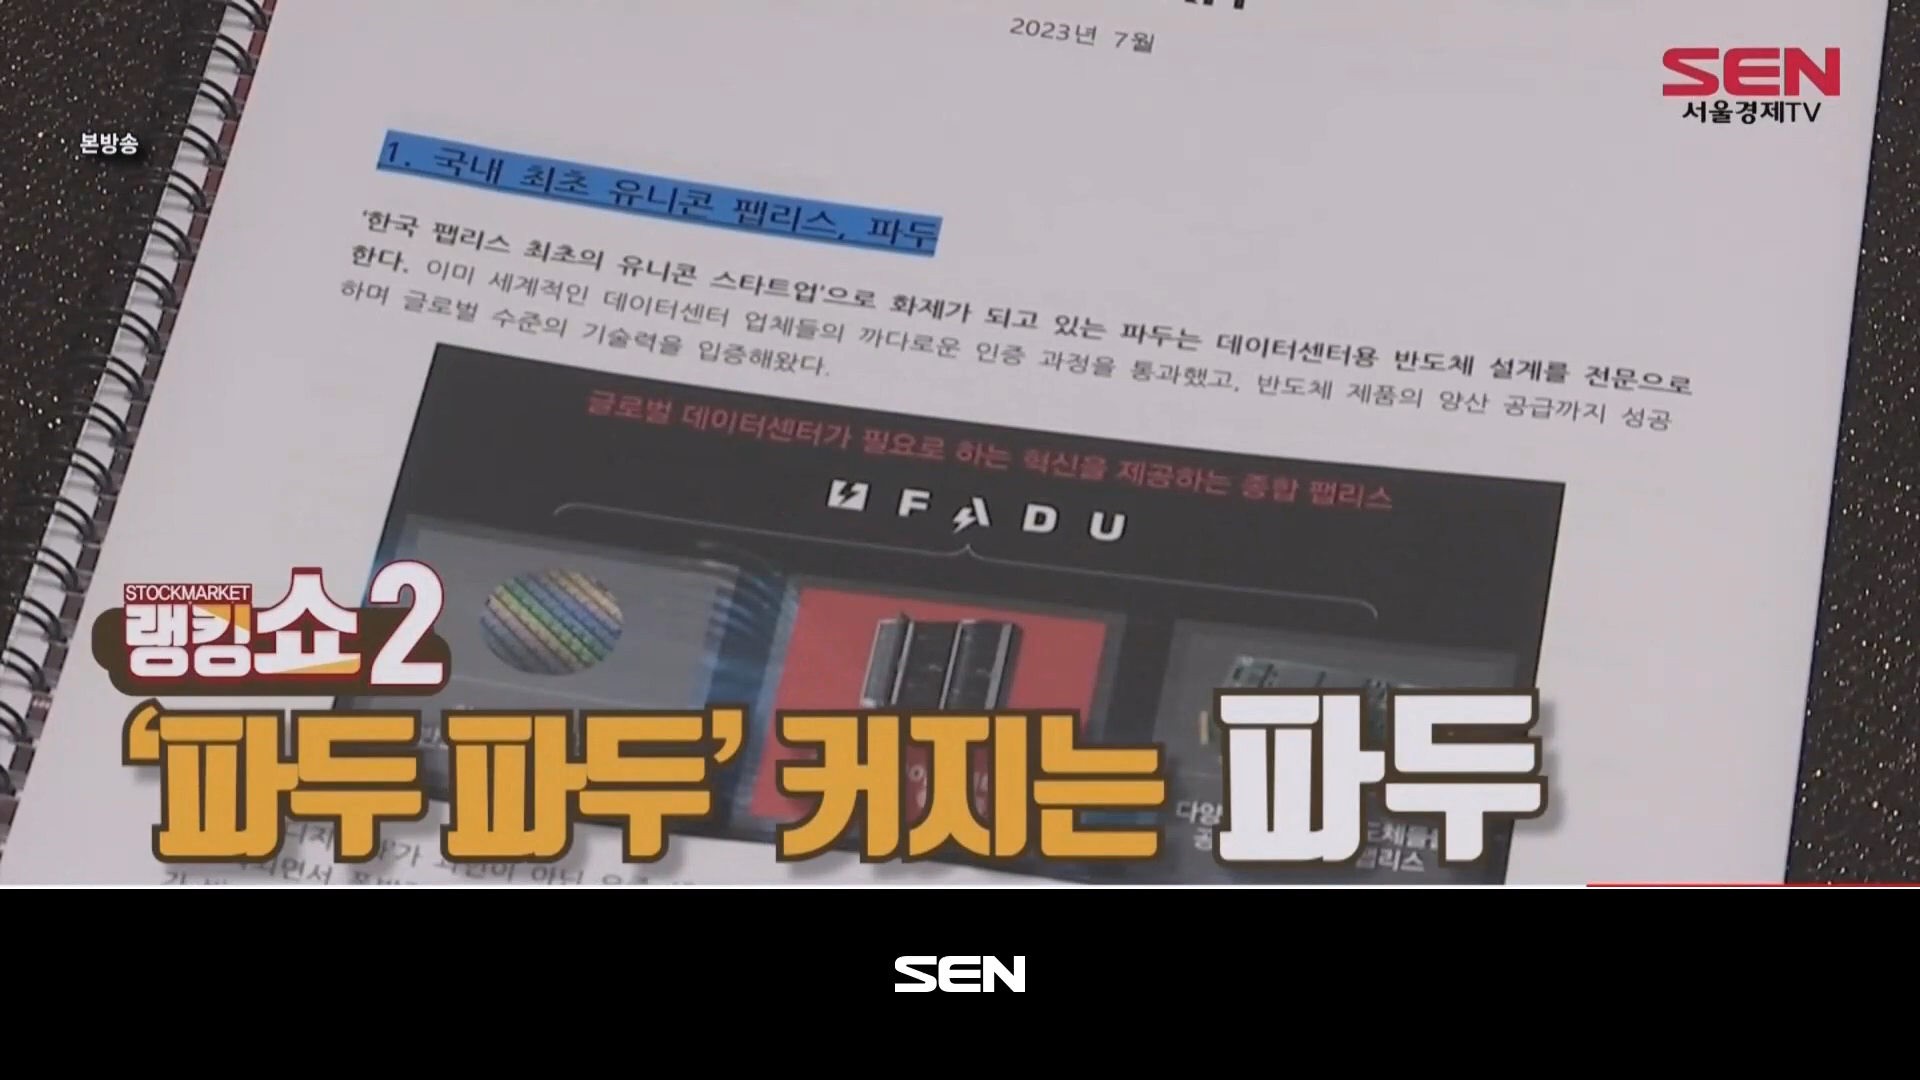 2023년 7월
SEN
서울경제TV
본방송
1. 국내 최초 유니콘 팹리스, 파두
'한국 팹리스 최초의 유니콘 스타트업'으로 화제가 되고 있는 파두는 데이터센터용 반도체 설계를 전문으로
한다. 이미 세계적인 데이터센터 업체들의 까다로운 인증 과정을 통과했고, 반도체 제품의 양산 공급까지 성공
하며 글로벌 수준의 기술력을 입증해왔다.
글로벌 데이터센터가 필요로 하는 혁신을 제공하는 종합 팹리스
FADU
STOCKMARKET
랭킹쇼2
'파두 파두' 커지는 파두
SEN